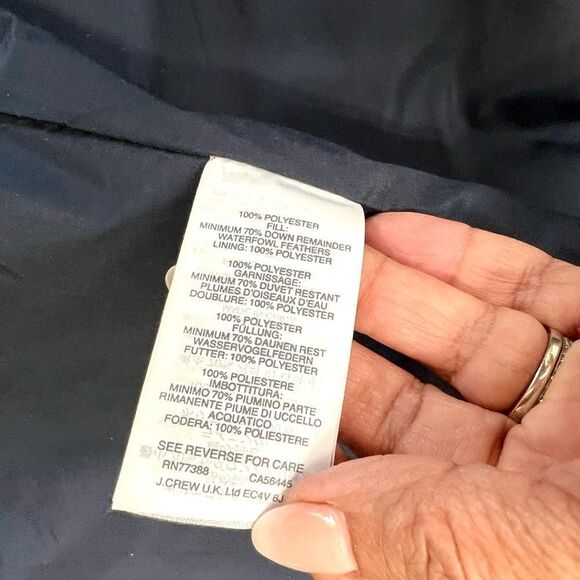 100% POLYESTER
FILL:
MINIMUM 70% DOWN REMAINDER
WATERFOWL FEATHERS
LINING: 100% POLYESTER
100% POLYESTER
GARNISSAGE:
MINIMUM 70% DUVET RESTANT
PLUMES D'OISEAUX D'EAU
DOUBLURE: 100% POLYESTER
100% POLYESTER
FÜLLUNG:
MINIMUM 70% DAUNEN REST
WASSERVOGELFEDERN
FUTTER: 100% POLYESTER
100% POLIESTERE
IMBOTTITURA:
MINIMO 70% PIUMINO PARTE
RIMANENTE PIUME DI UCCELLO
ACQUATICO
FODERA: 100% POLIESTERE
SEE REVERSE FOR CARE
RN77388 CA56445
J.CREW U.K. Ltd EC4V 6J